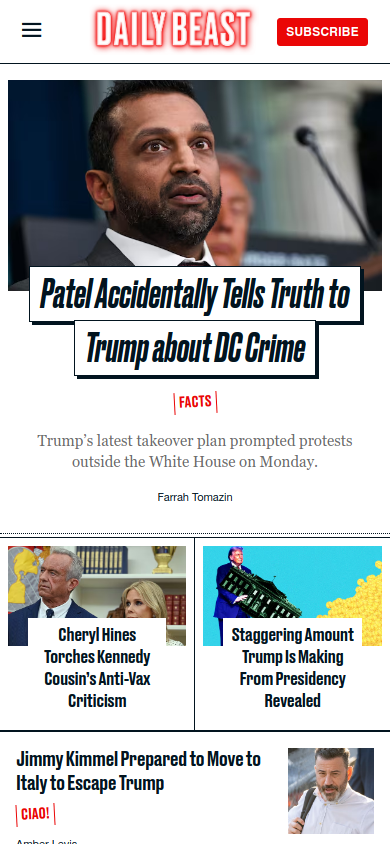 DAILY BEAST
SUBSCRIBE
Patel Accidentally Tells Truth to
Trump about DC Crime
FACTS
Trump’s latest takeover plan prompted protests
outside the White House on Monday.
Farrah Tomazin
Cheryl Hines
Torches Kennedy
Cousin’s Anti-Vax
Criticism
Staggering Amount
Trump Is Making
From Presidency
Revealed
Jimmy Kimmel Prepared to Move to
Italy to Escape Trump
CIAO!
Amber Lewis